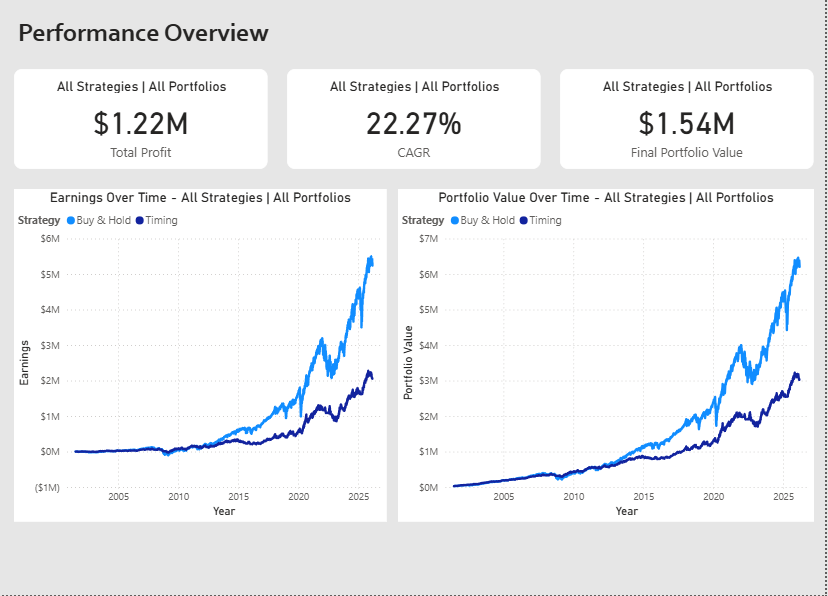 Performance Overview
All Strategies | All Portfolios
$1.22M
Total Profit
All Strategies | All Portfolios
22.27%
CAGR
All Strategies | All Portfolios
$1.54M
Final Portfolio Value
Earnings Over Time - All Strategies | All Portfolios
Strategy Buy & Hold Timing
$6M
$5M
$4M
$3M
$2M
$1M
$0M
($1M)
Earnings
2005 2010 2015 2020 2025
Year
Portfolio Value Over Time - All Strategies | All Portfolios
Strategy Buy & Hold Timing
$7M
$6M
$5M
$4M
$3M
$2M
$1M
$0M
Portfolio Value
2005 2010 2015 2020 2025
Year